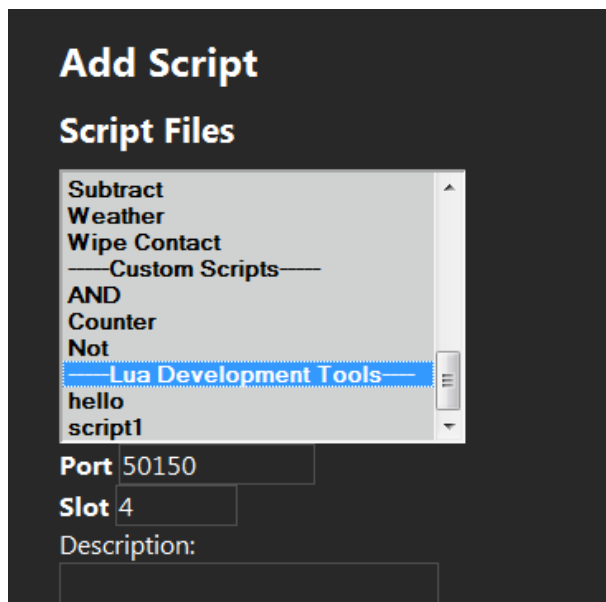 Add Script
Script Files
Subtract
Weather
Wipe Contact
-----Custom Scripts-----
AND
Counter
Not
-----Lua Development Tools-----
hello
script1
Port 50150
Slot 4
Description: